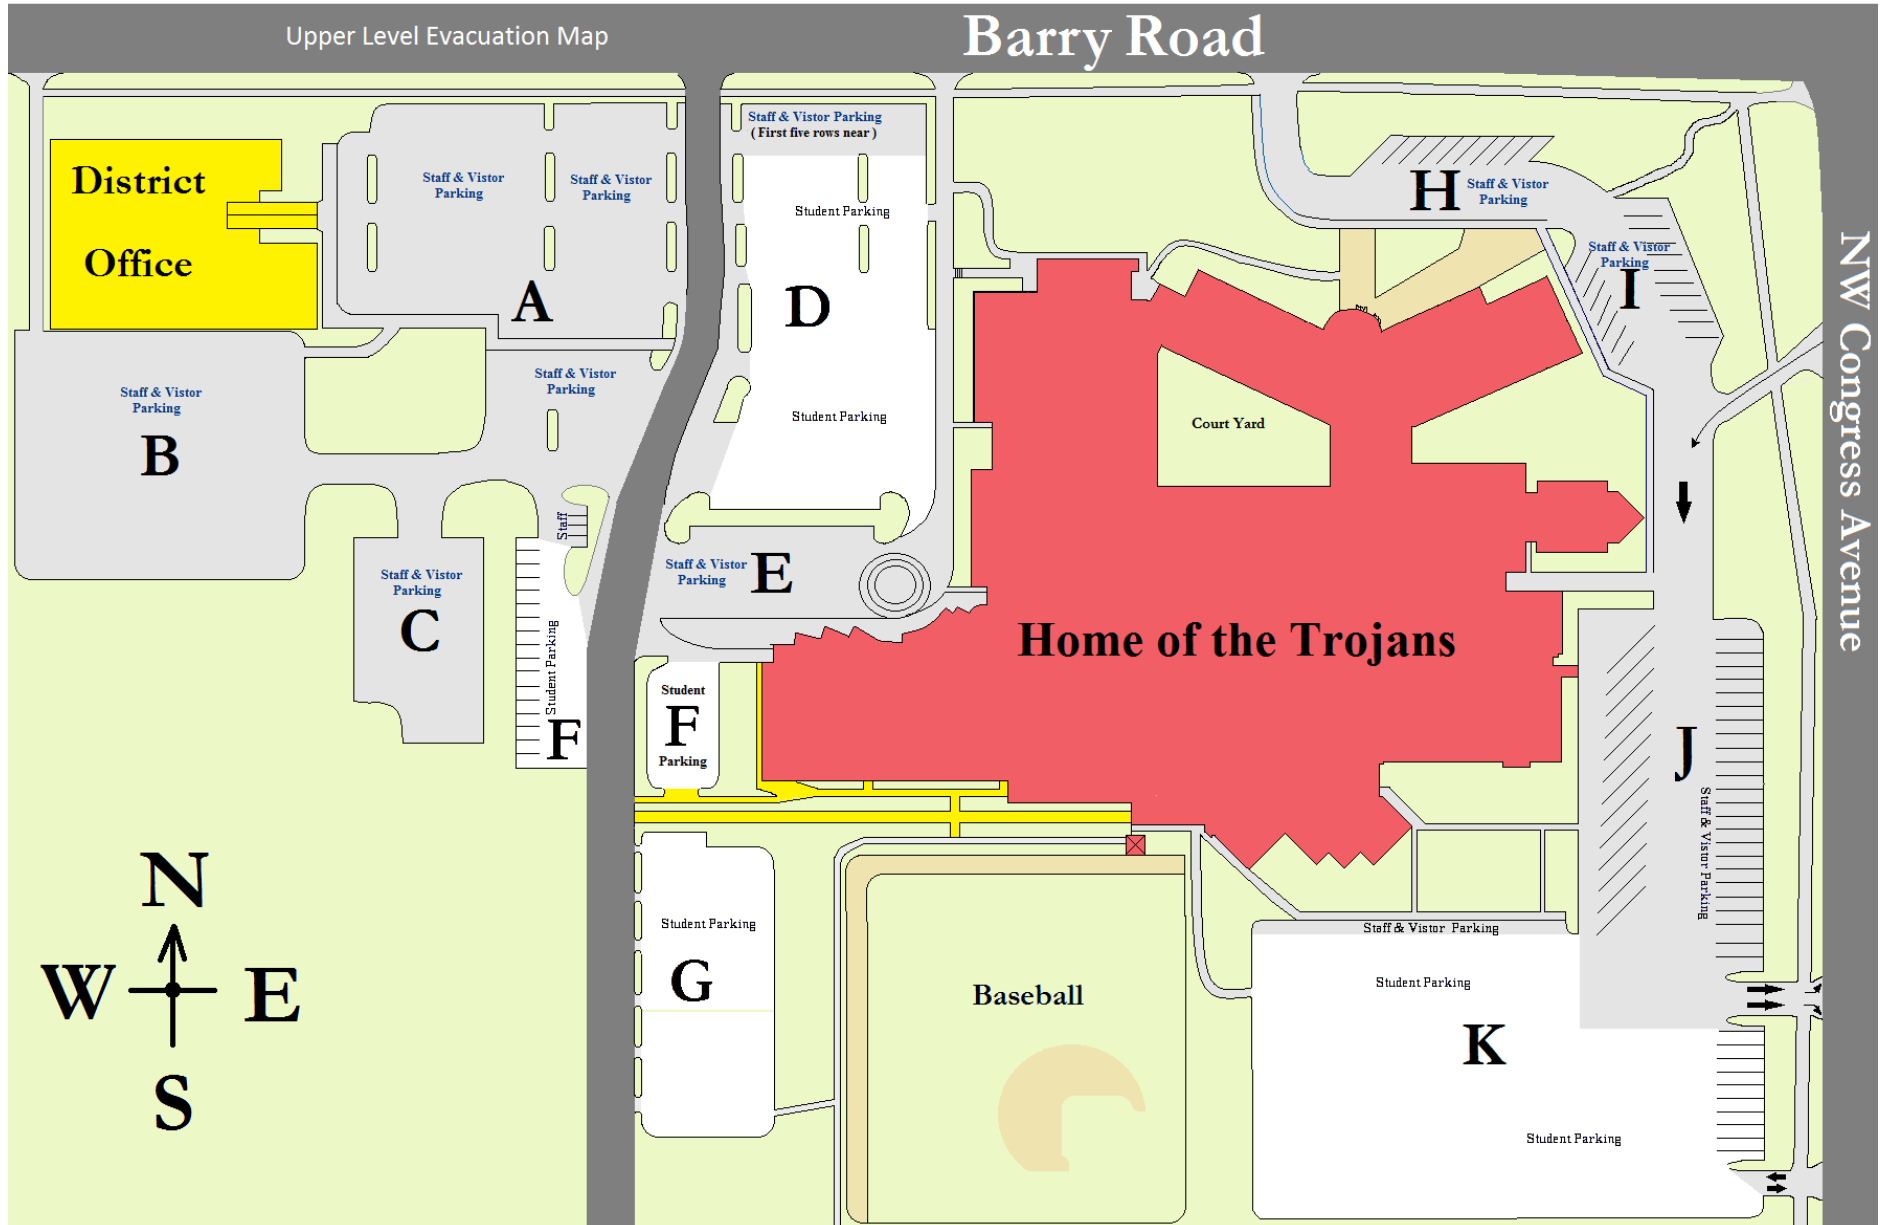 Upper Level Evacuation Map
Barry Road
NW Congress Avenue
District
Office
Staff & Vistor
Parking
Staff & Vistor
Parking
A
Staff & Vistor Parking
( First five rows near )
Student Parking
D
Student Parking
H
Staff & Vistor
Parking
Staff & Vistor
Parking
I
Staff & Vistor
Parking
B
Staff & Vistor
Parking
Court Yard
Staff
Staff & Vistor
Parking
C
Student Parking
F
Staff & Vistor
Parking
E
Home of the Trojans
Student
F
Parking
J
Staff & Vistor Parking
N
W
E
S
Student Parking
G
Baseball
Staff & Vistor Parking
Student Parking
K
Student Parking